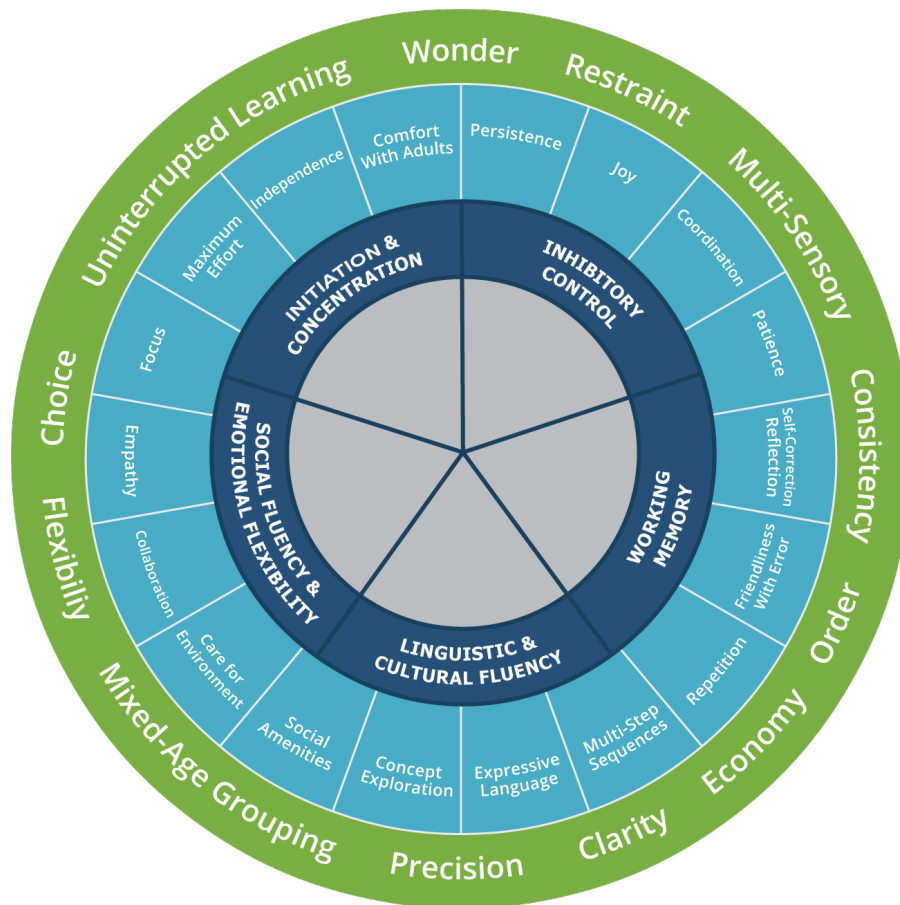 Wonder
Restraint
Multi-Sensory
Consistency
Order
Economy
Clarity
Precision
Mixed-Age Grouping
Flexibiliy
Choice
Uninterrupted Learning
Persistence
Joy
Coordination
Patience
Self-Correction
Reflection
Friendliness
With Error
Repetition
Multi-Step
Sequences
Expressive
Language
Concept
Exploration
Social
Amenities
Care for
Environment
Collaboration
Empathy
Focus
Maximum
Effort
Independence
Comfort
With Adults
INHIBITORY
CONTROL
WORKING
MEMORY
LINGUISTIC &
CULTURAL FLUENCY
SOCIAL FLUENCY &
EMOTIONAL FLEXIBILITY
INITIATION &
CONCENTRATION